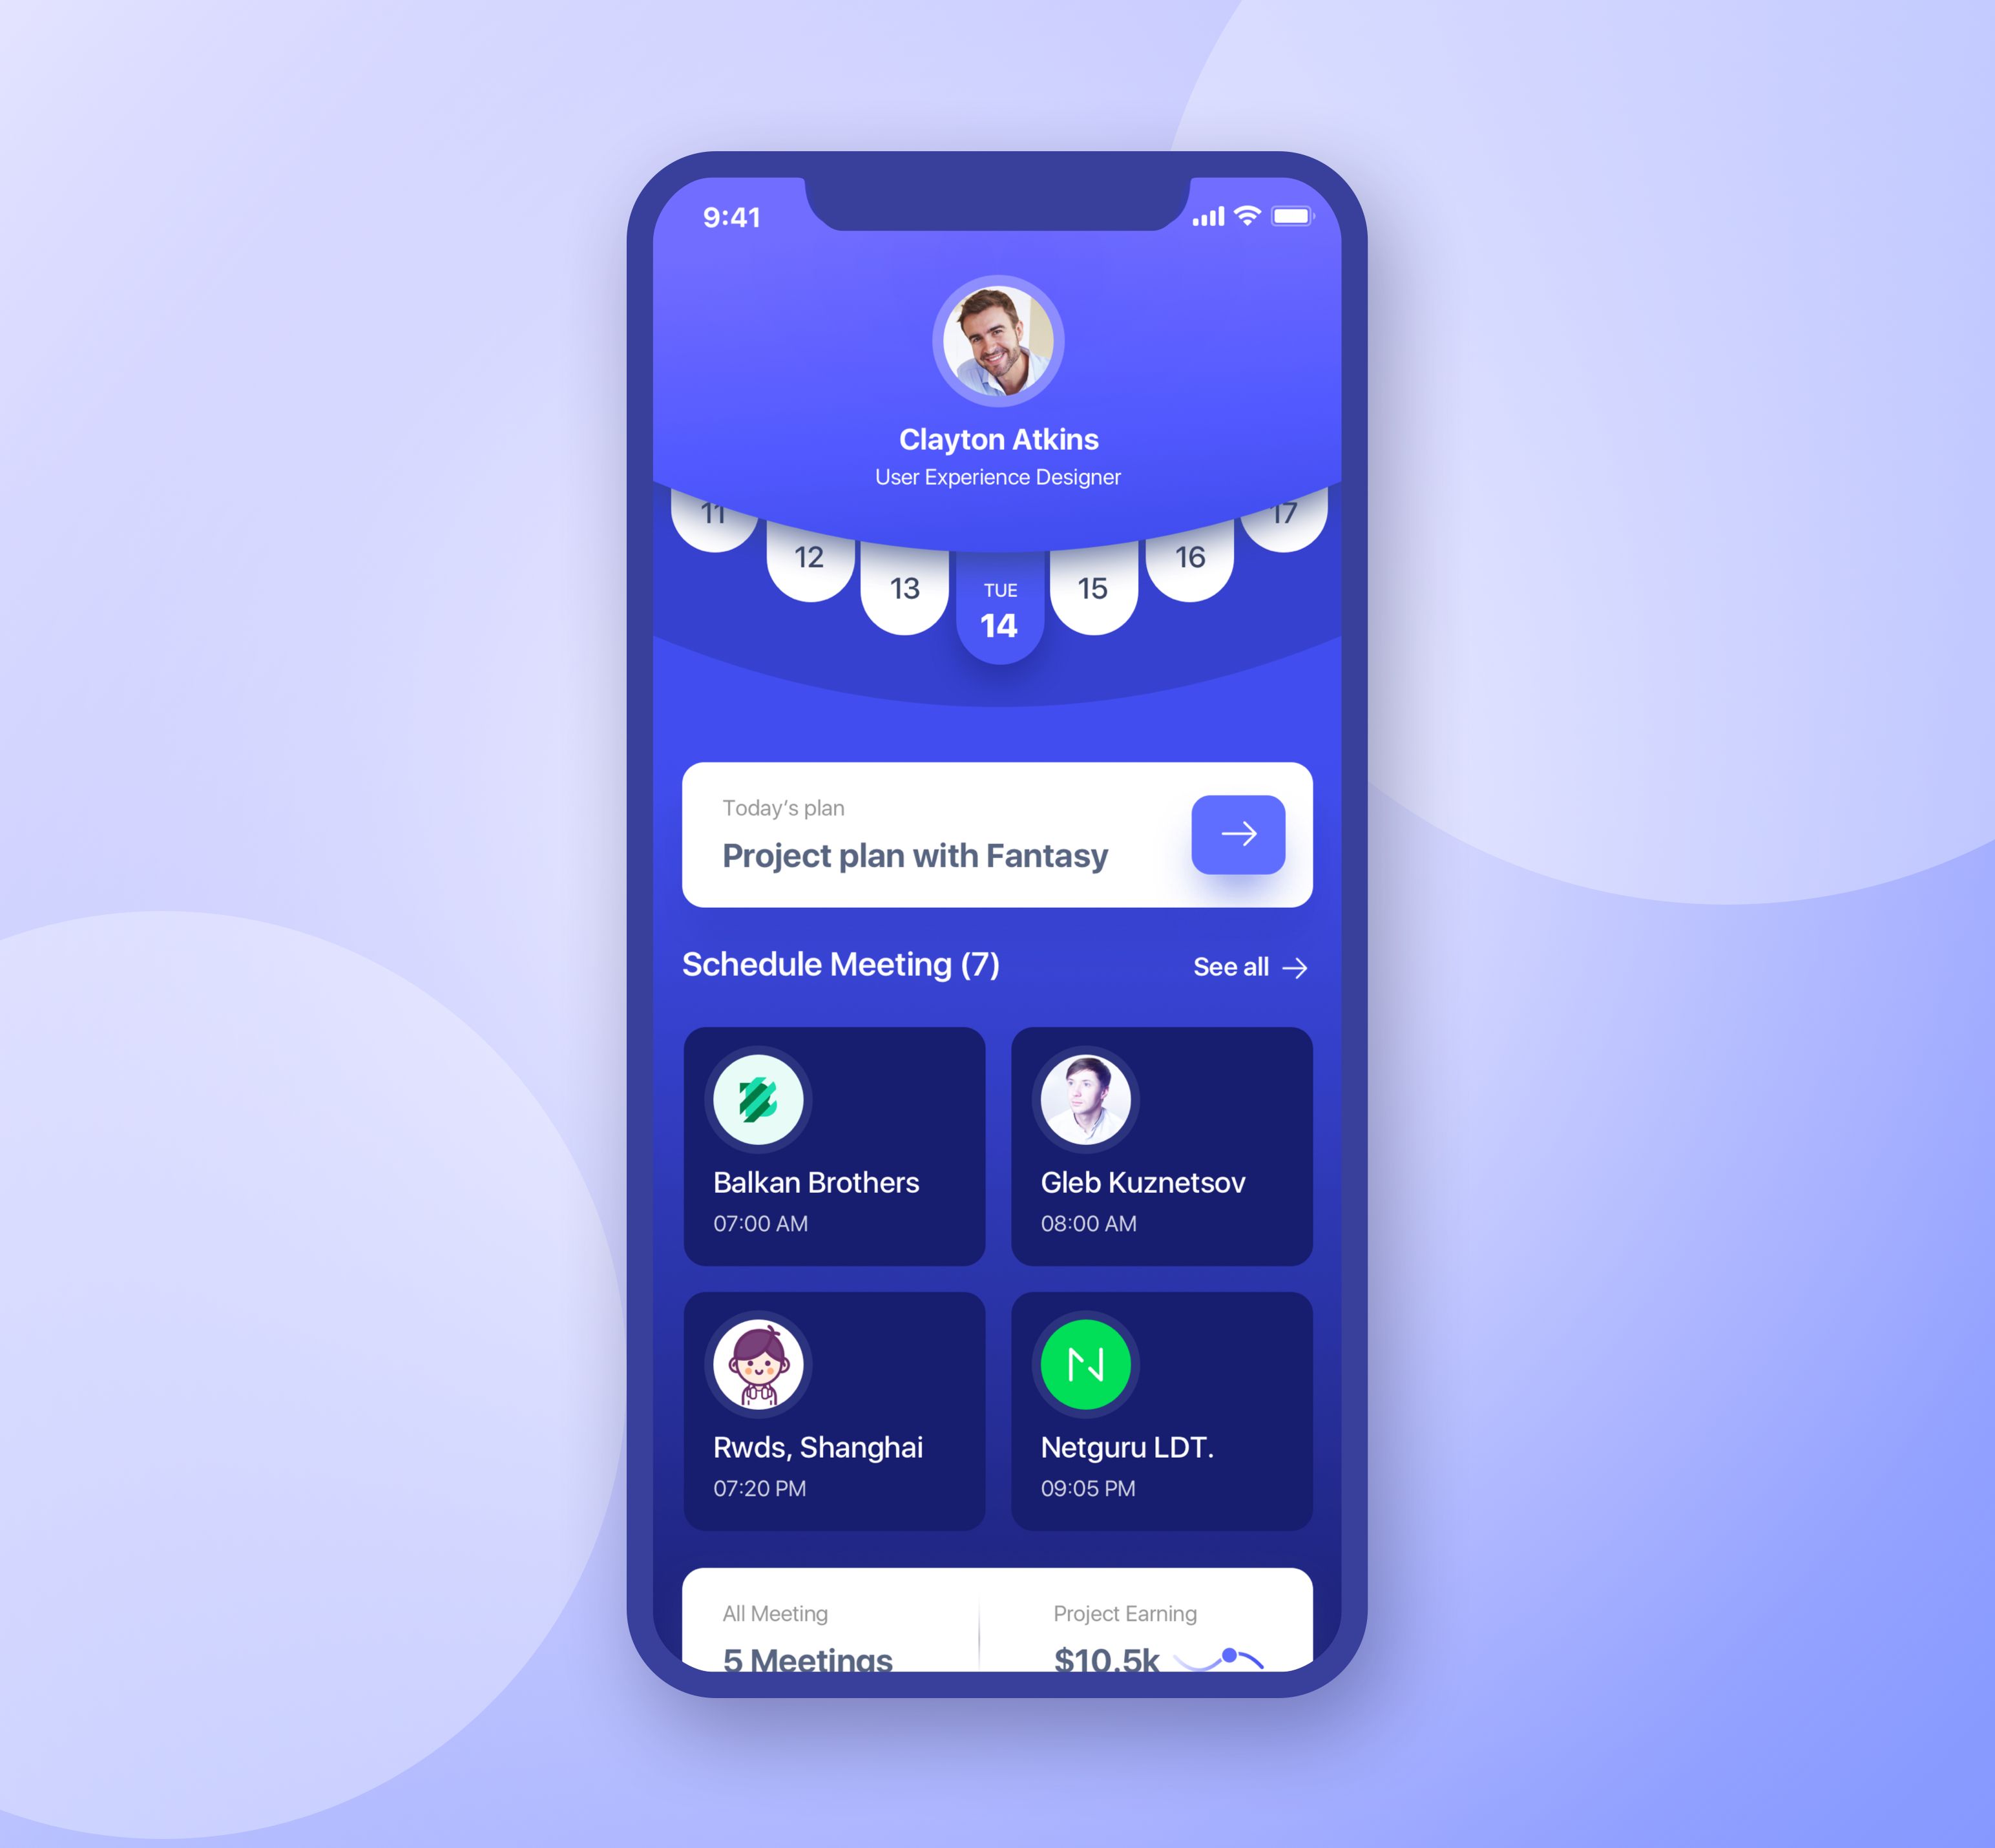 9:41
Clayton Atkins
User Experience Designer
11
12
13
TUE
14
15
16
17
Today's plan
Project plan with Fantasy
Schedule Meeting (7)
See all
Balkan Brothers
07:00 AM
Gleb Kuznetsov
08:00 AM
Rwds, Shanghai
07:20 PM
Netguru LDT.
09:05 PM
All Meeting
5 Meetings
Project Earning
$10.5k